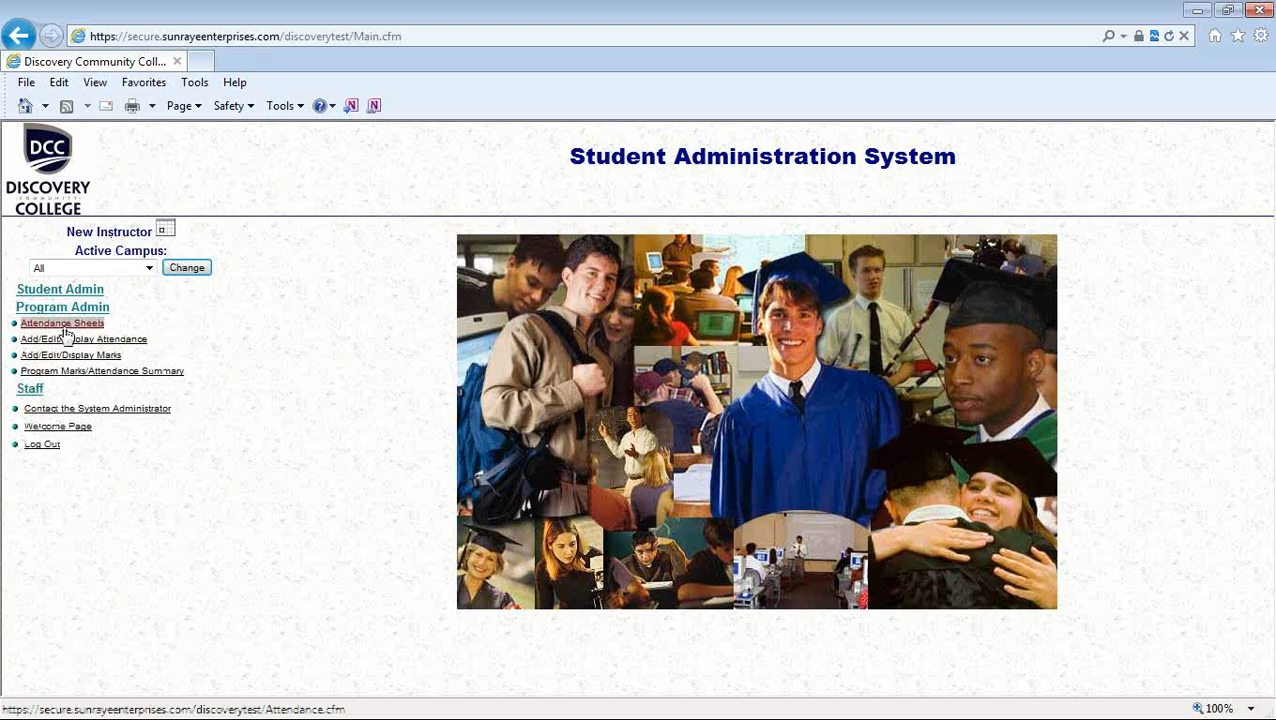 https://secure.sunrayeenterprises.com/discoverytest/Main.cfm
Discovery Community Coll...
File Edit View Favorites Tools Help
Page Safety Tools
DCC
DISCOVERY
COMMUNITY
COLLEGE
Student Administration System
New Instructor
Active Campus:
All Change
Student Admin
Program Admin
Attendance Sheets
Add/Edit/Display Attendance
Add/Edit/Display Marks
Program Marks/Attendance Summary
Staff
Contact the System Administrator
Welcome Page
Log Out
https://secure.sunrayeenterprises.com/discoverytest/Attendance.cfm
100%